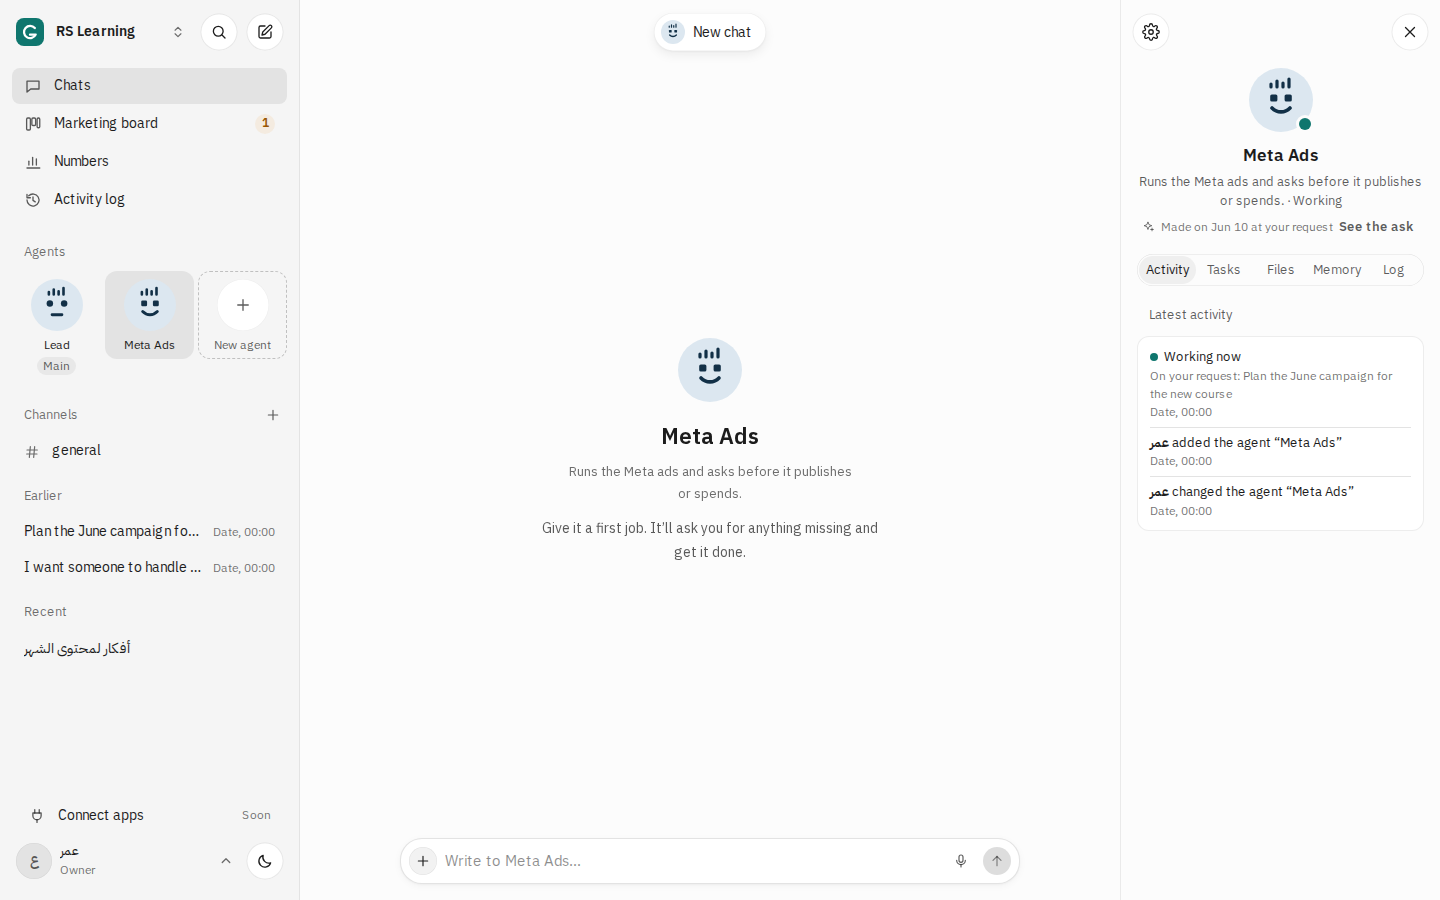 RS Learning
Chats
Marketing board
1
Numbers
Activity log
Agents
Lead
Main
Meta Ads
New agent
Channels
general
Earlier
Plan the June campaign fo...
Date, 00:00
I want someone to handle ...
Date, 00:00
Recent
أفكار لمحتوى الشهر
Connect apps
Soon
ع
عمر
Owner
New chat
Meta Ads
Runs the Meta ads and asks before it publishes
or spends.
Give it a first job. It’ll ask you for anything missing and
get it done.
Write to Meta Ads...
Meta Ads
Runs the Meta ads and asks before it publishes
or spends. · Working
Made on Jun 10 at your request See the ask
Activity
Tasks
Files
Memory
Log
Latest activity
Working now
On your request: Plan the June campaign for
the new course
Date, 00:00
عمر added the agent “Meta Ads”
Date, 00:00
عمر changed the agent “Meta Ads”
Date, 00:00